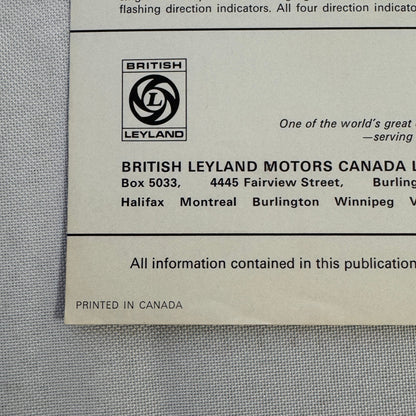 flashing direction indicators. All four direction indicato
BRITISH
L
LEYLAND
One of the world's great
—serving
BRITISH LEYLAND MOTORS CANADA L
Box 5033, 4445 Fairview Street, Burling
Halifax Montreal Burlington Winnipeg V
All information contained in this publication
PRINTED IN CANADA